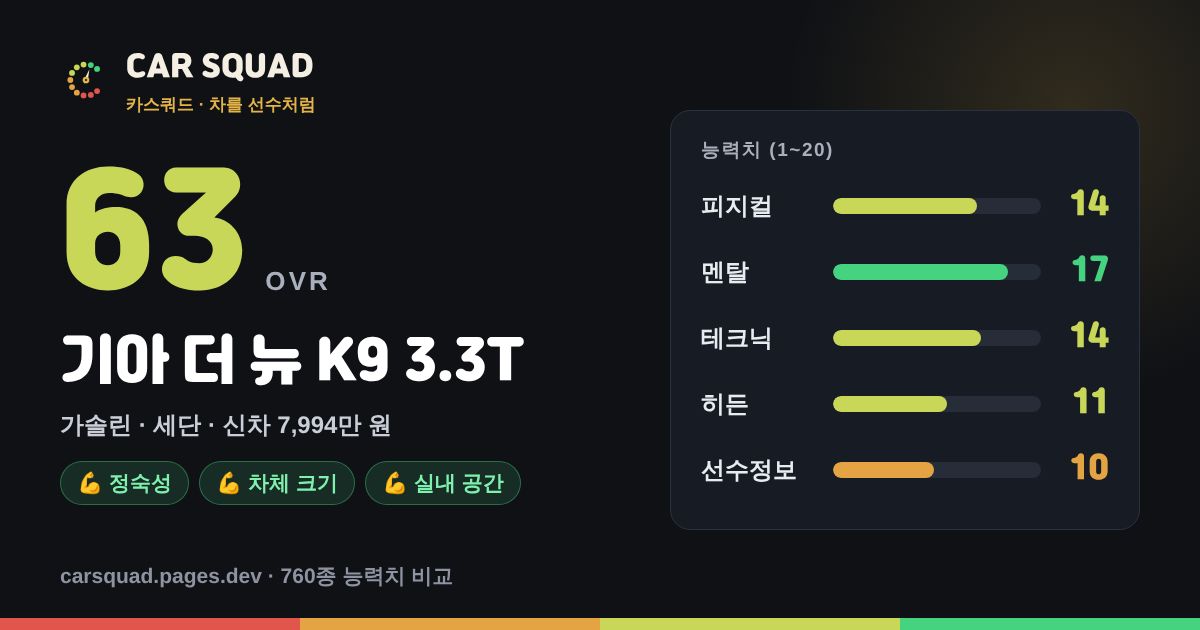 CAR SQUAD
카스쿼드 · 차를 선수처럼
63 OVR
기아 더 뉴 K9 3.3T
가솔린 · 세단 · 신차 7,994만 원
💪 정숙성 💪 차체 크기 💪 실내 공간
carsquad.pages.dev · 760종 능력치 비교
능력치 (1~20)
피지컬 14
멘탈 17
테크닉 14
히든 11
선수정보 10